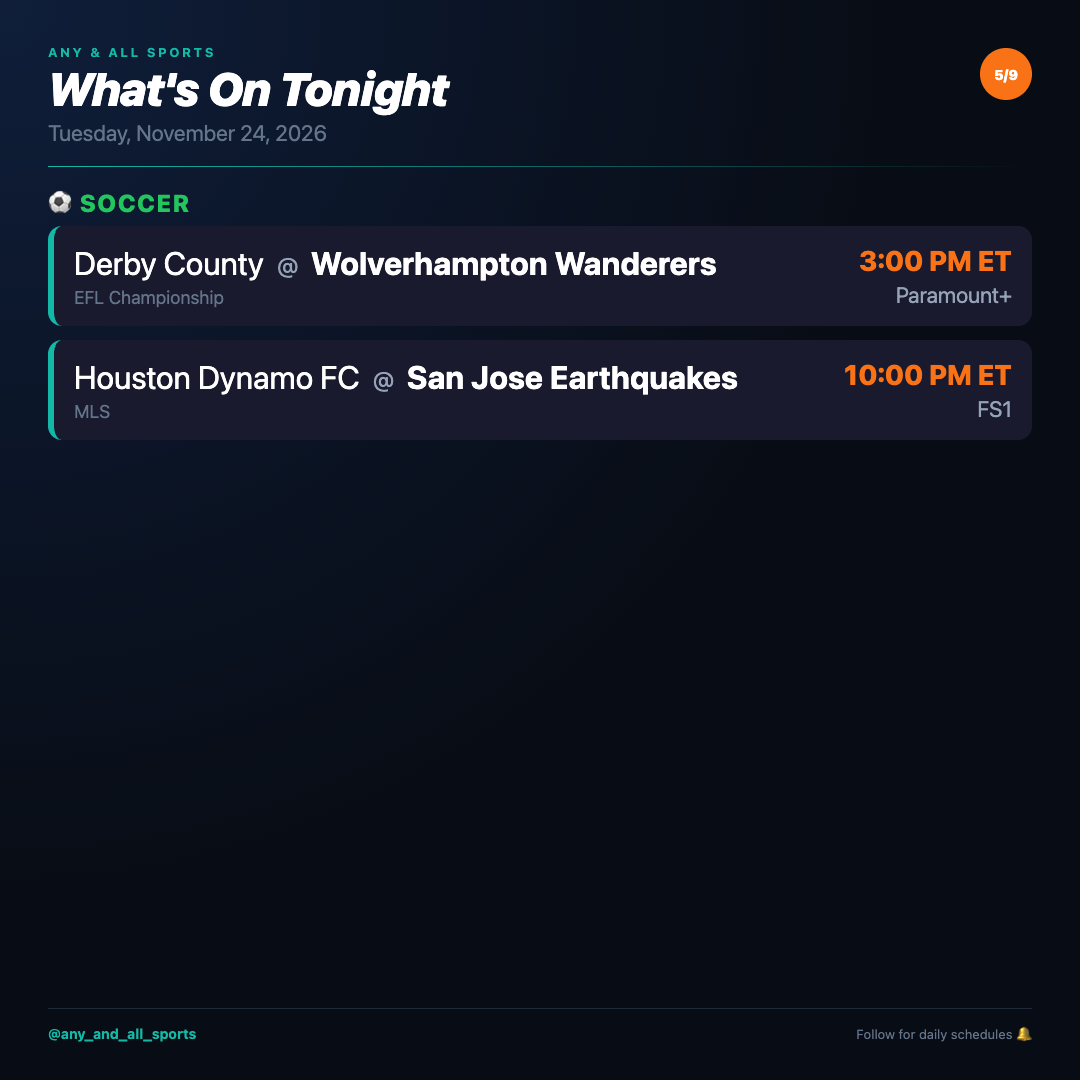 ANY & ALL SPORTS
What's On Tonight
Tuesday, November 24, 2026
5/9
⚽ SOCCER
Derby County @ Wolverhampton Wanderers
3:00 PM ET
EFL Championship
Paramount+
Houston Dynamo FC @ San Jose Earthquakes
10:00 PM ET
MLS
FS1
@any_and_all_sports
Follow for daily schedules 🔔